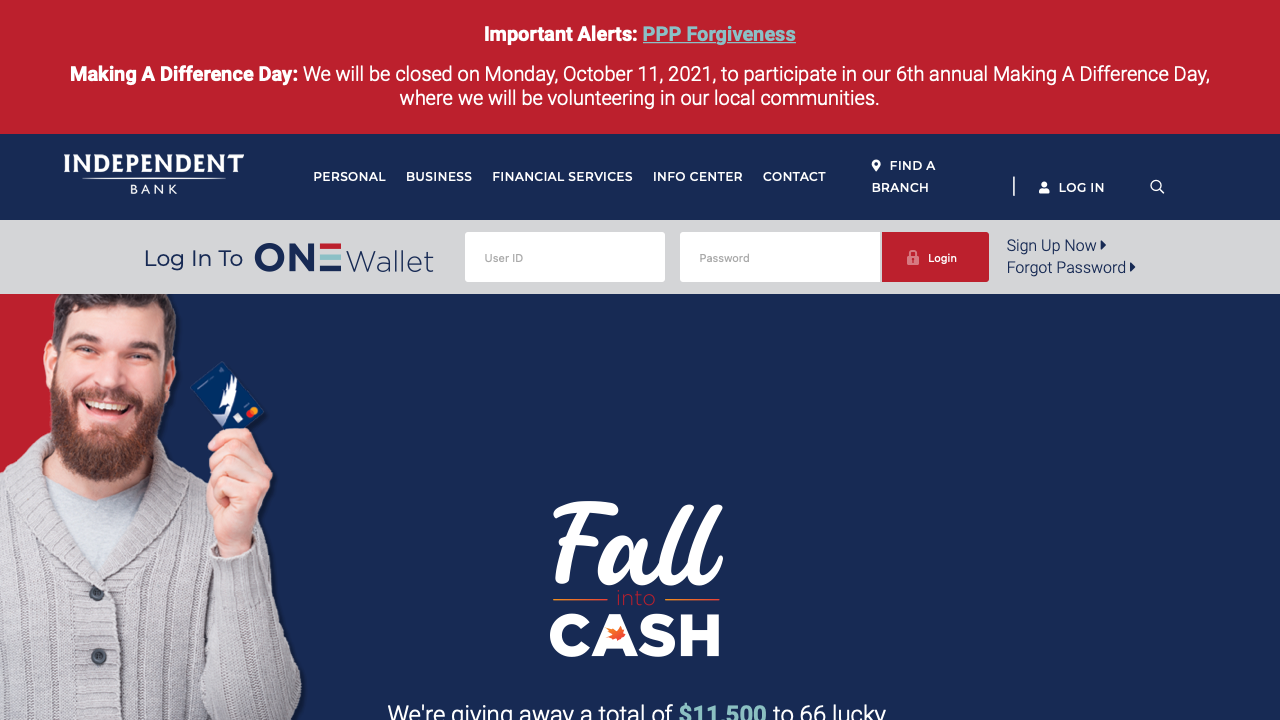 Important Alerts: PPP Forgiveness
Making A Difference Day: We will be closed on Monday, October 11, 2021, to participate in our 6th annual Making A Difference Day,
where we will be volunteering in our local communities.
INDEPENDENT
BANK
PERSONAL BUSINESS FINANCIAL SERVICES INFO CENTER CONTACT
FIND A
BRANCH
LOG IN
Log In To ONE Wallet
User ID
Password
Login
Sign Up Now
Forgot Password
Fall
into
CASH
We're giving away a total of $11,500 to 66 lucky